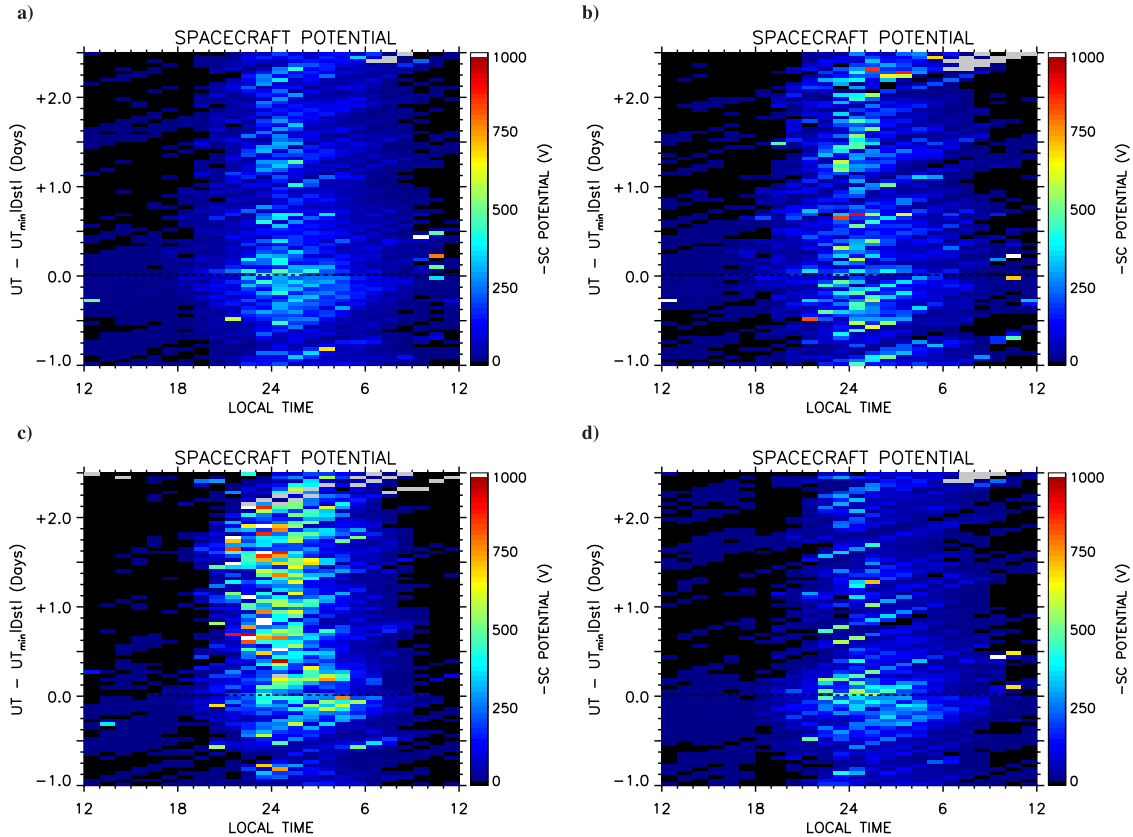 a)
SPACECRAFT POTENTIAL
UT − UTmin|Dst| (Days)
+2.0
+1.0
0.0
−1.0
12 18 24 6 12
LOCAL TIME
1000
750
500
250
0
−SC POTENTIAL (V)
b)
SPACECRAFT POTENTIAL
UT − UTmin|Dst| (Days)
+2.0
+1.0
0.0
−1.0
12 18 24 6 12
LOCAL TIME
1000
750
500
250
0
−SC POTENTIAL (V)
c)
SPACECRAFT POTENTIAL
UT − UTmin|Dst| (Days)
+2.0
+1.0
0.0
−1.0
12 18 24 6 12
LOCAL TIME
1000
750
500
250
0
−SC POTENTIAL (V)
d)
SPACECRAFT POTENTIAL
UT − UTmin|Dst| (Days)
+2.0
+1.0
0.0
−1.0
12 18 24 6 12
LOCAL TIME
1000
750
500
250
0
−SC POTENTIAL (V)